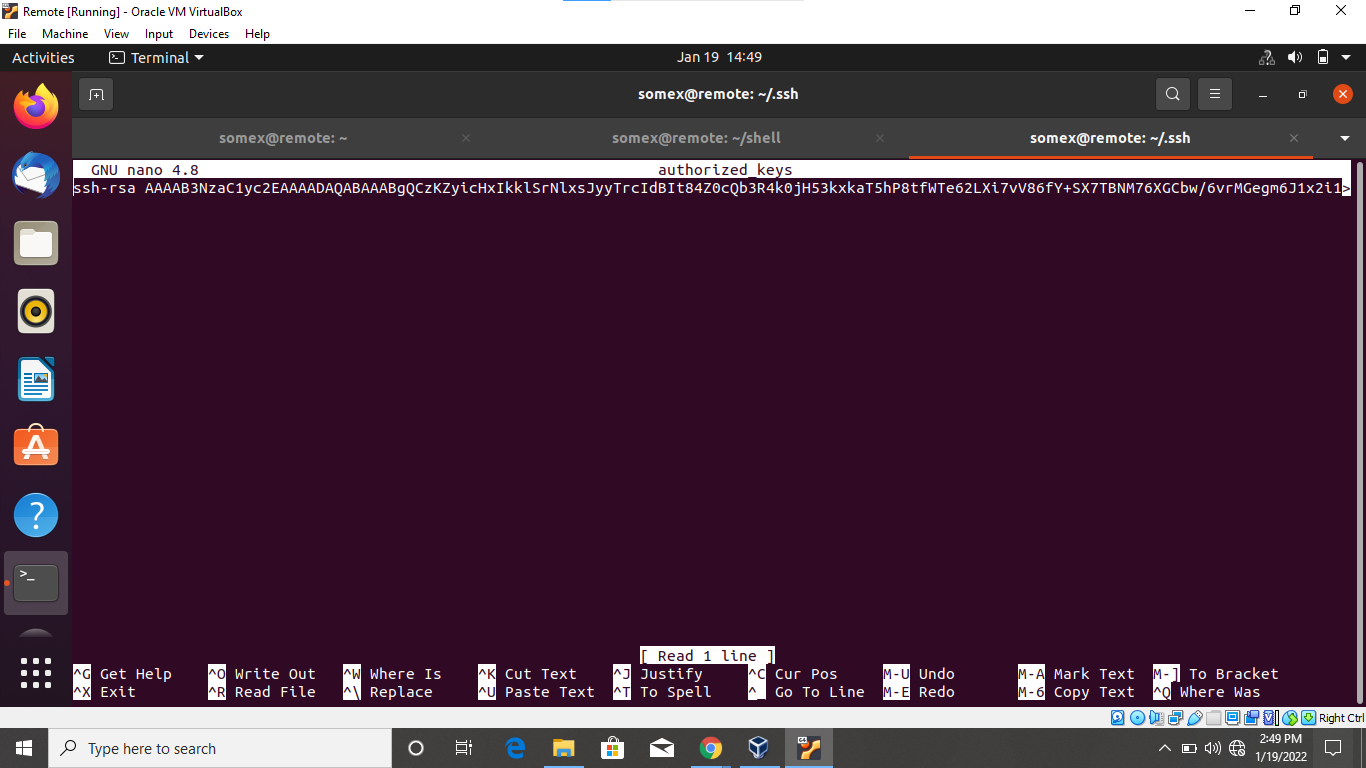 Remote [Running] - Oracle VM VirtualBox
File Machine View Input Devices Help
Activities Terminal Jan 19 14:49
somex@remote: ~/.ssh
somex@remote: ~ × somex@remote: ~/shell × somex@remote: ~/.ssh ×
GNU nano 4.8 authorized_keys
ssh-rsa AAAAB3NzaC1yc2EAAAADAQABAAABgQCzKZyicHxIkklSrNlxsJyyTrcIdBIt84Z0cQb3R4k0jH53kxkaT5hP8tfWTe62LXi7vV86fY+SX7TBNM76XGCbw/6vrMGegm6J1x2i1>
[ Read 1 line ]
^G Get Help ^O Write Out ^W Where Is ^K Cut Text ^J Justify ^C Cur Pos M-U Undo M-A Mark Text M-] To Bracket
^X Exit ^R Read File ^\ Replace ^U Paste Text ^T To Spell ^_ Go To Line M-E Redo M-6 Copy Text ^Q Where Was
Right Ctrl
Type here to search
2:49 PM
1/19/2022